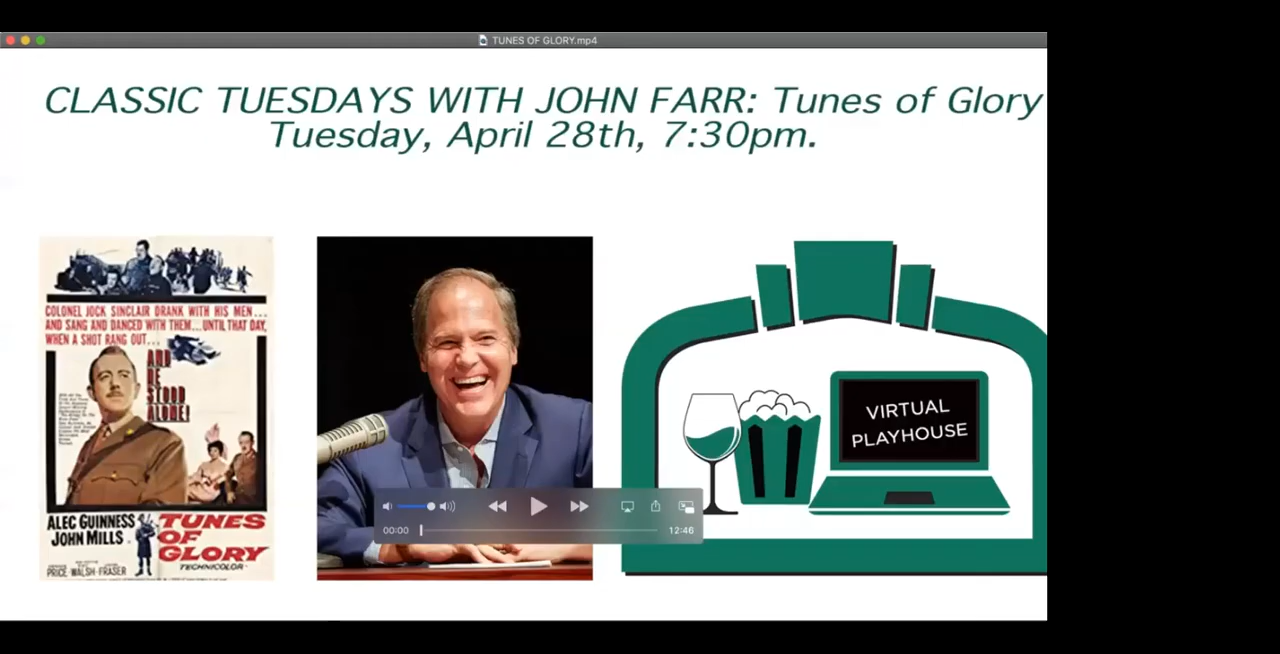 TUNES OF GLORY.mp4
CLASSIC TUESDAYS WITH JOHN FARR: Tunes of Glory
Tuesday, April 28th, 7:30pm.
COLONEL JOCK SINCLAIR DRANK WITH HIS MEN...
AND SANG AND DANCED WITH THEM...UNTIL THAT DAY,
WHEN A SHOT RANG OUT...
AND
HE
STOOD
ALONE!
ALEC GUINNESS
JOHN MILLS
TUNES
OF
GLORY
TECHNICOLOR
PRICE WALSH FRASER
VIRTUAL
PLAYHOUSE
00:00
12:46